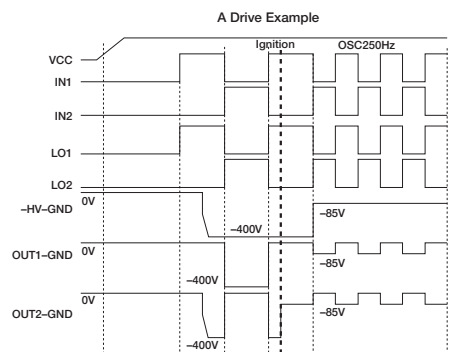 A Drive Example
Ignition OSC250Hz
VCC
IN1
IN2
LO1
LO2
–HV–GND
0V
–400V
–85V
OUT1–GND
0V
–400V
–85V
OUT2–GND
0V
–400V
–85V